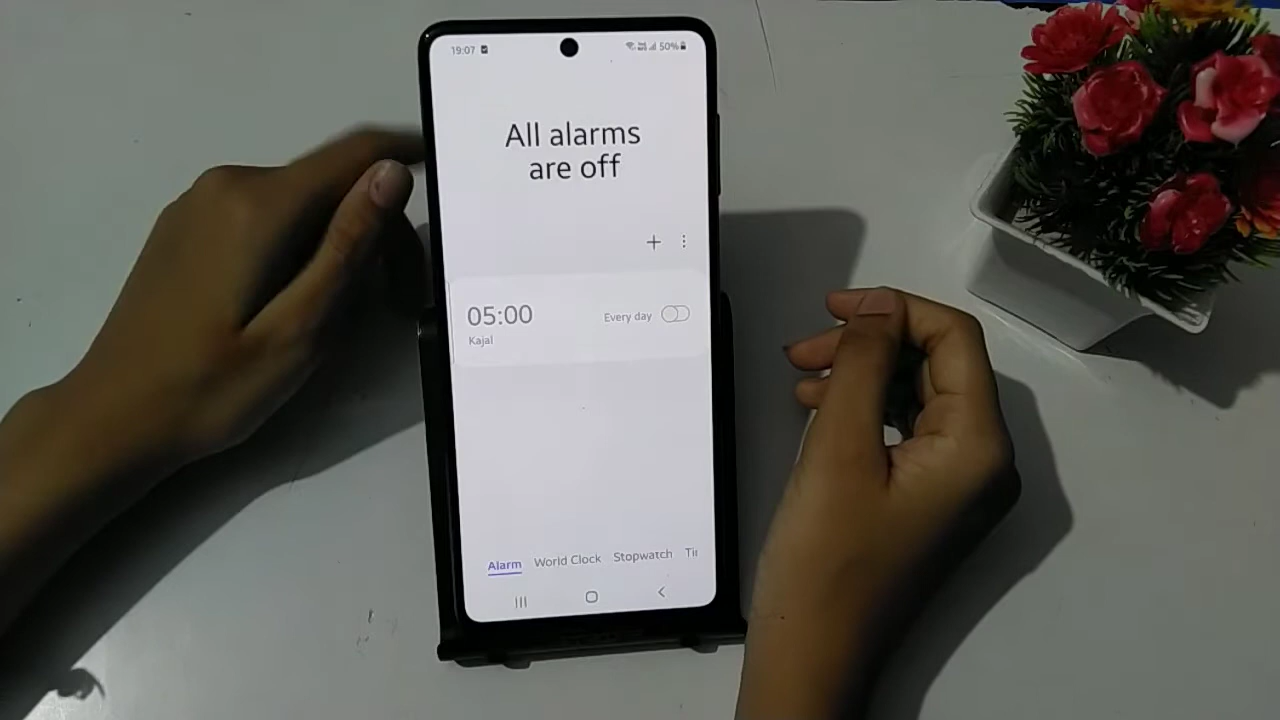 19:07
50%
All alarms
are off
05:00
Every day
Kajal
Alarm World Clock Stopwatch